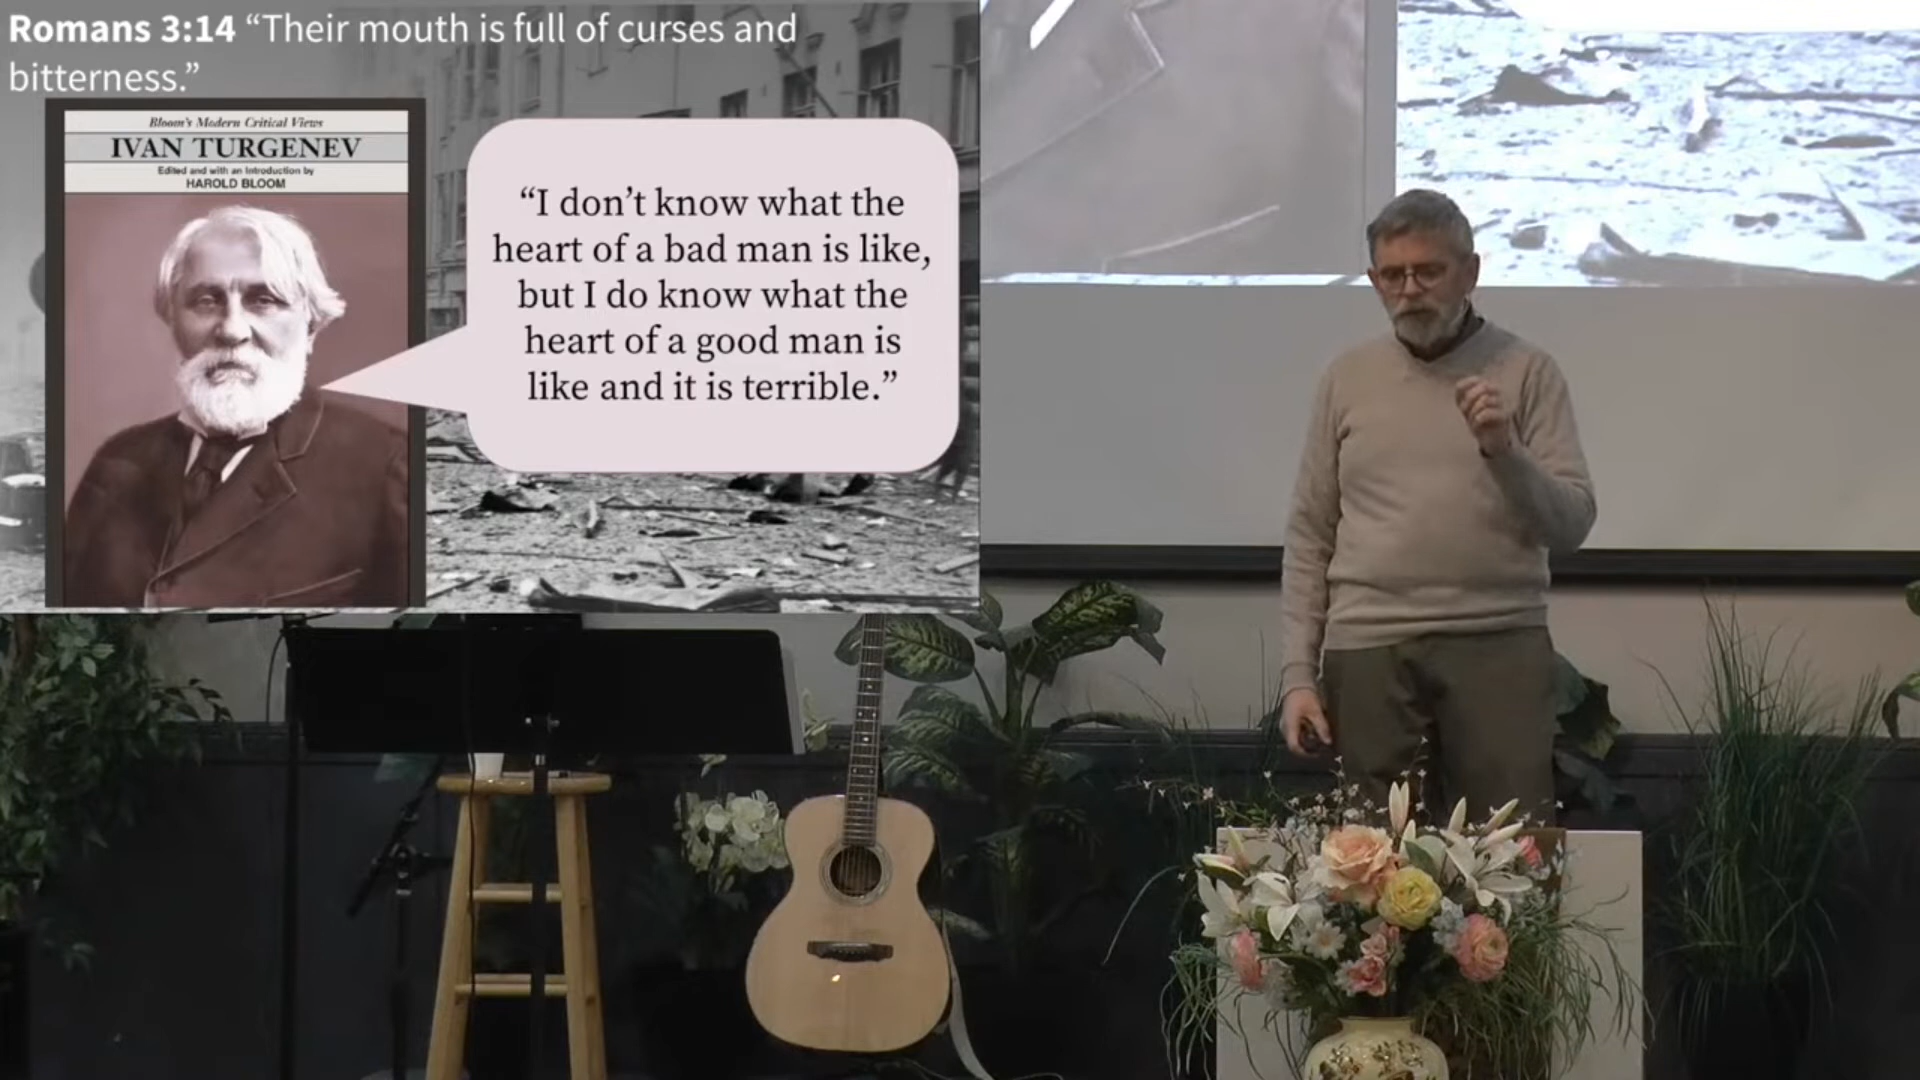 Romans 3:14 “Their mouth is full of curses and
bitterness.”
Bloom's Modern Critical Views
IVAN TURGENEV
Edited and with an Introduction by
HAROLD BLOOM
“I don’t know what the
heart of a bad man is like,
but I do know what the
heart of a good man is
like and it is terrible.”